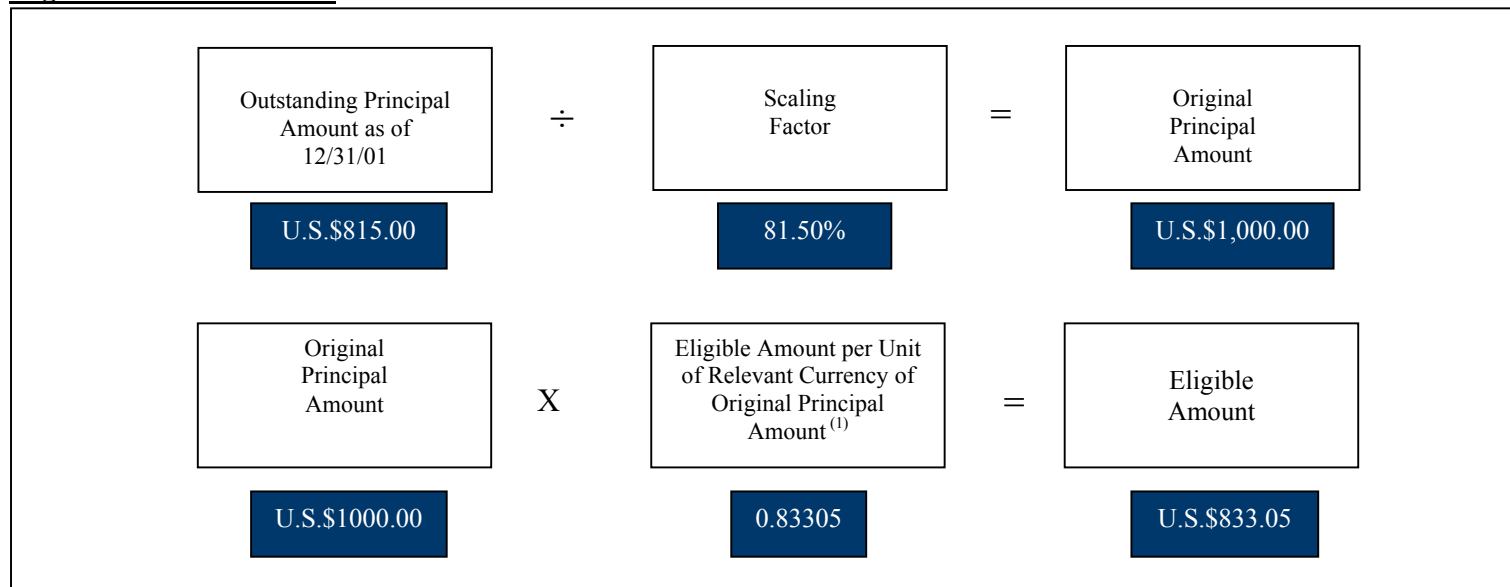 Outstanding Principal
Amount as of
12/31/01
÷
Scaling
Factor
=
Original
Principal
Amount
U.S.$815.00
81.50%
U.S.$1,000.00
Original
Principal
Amount
X
Eligible Amount per Unit
of Relevant Currency of
Original Principal
Amount (1)
=
Eligible
Amount
U.S.$1000.00
0.83305
U.S.$833.05